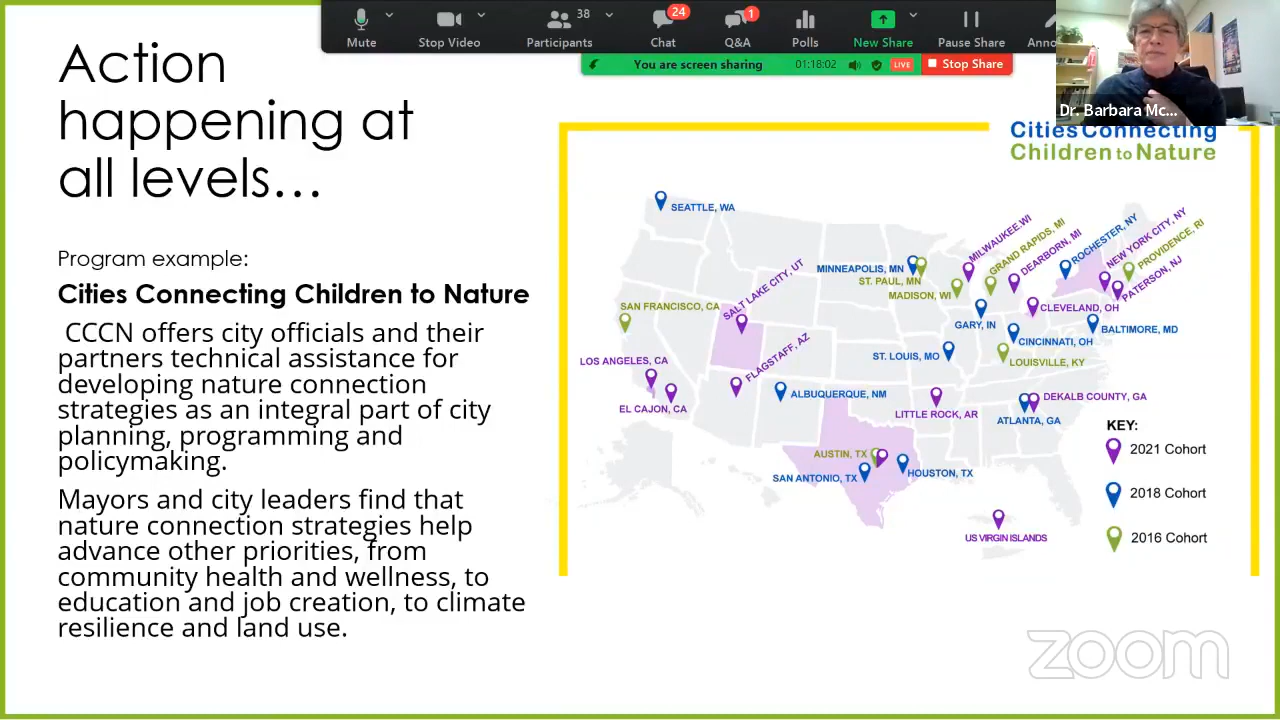 Mute
Stop Video
Participants
38
Chat
24
Q&A
1
Polls
New Share
Pause Share
Anno
You are screen sharing
01:18:02
LIVE
Stop Share
Dr. Barbara Mc...
Action
happening at
all levels...
Program example:
Cities Connecting Children to Nature
CCCN offers city officials and their
partners technical assistance for
developing nature connection
strategies as an integral part of city
planning, programming and
policymaking.
Mayors and city leaders find that
nature connection strategies help
advance other priorities, from
community health and wellness, to
education and job creation, to climate
resilience and land use.
Cities Connecting
Children to Nature
SEATTLE, WA
MINNEAPOLIS, MN
ST. PAUL, MN
MADISON, WI
MILWAUKEE,WI
GRAND RAPIDS, MI
DEARBORN, MI
ROCHESTER, NY
NEW YORK CITY, NY
PROVIDENCE, RI
PATERSON, NJ
SAN FRANCISCO, CA
SALT LAKE CITY, UT
GARY, IN
CLEVELAND, OH
CINCINNATI, OH
BALTIMORE, MD
ST. LOUIS, MO
LOUISVILLE, KY
LOS ANGELES, CA
EL CAJON, CA
FLAGSTAFF, AZ
ALBUQUERQUE, NM
LITTLE ROCK, AR
ATLANTA, GA
DEKALB COUNTY, GA
AUSTIN, TX
SAN ANTONIO, TX
HOUSTON, TX
US VIRGIN ISLANDS
KEY:
2021 Cohort
2018 Cohort
2016 Cohort
zoom